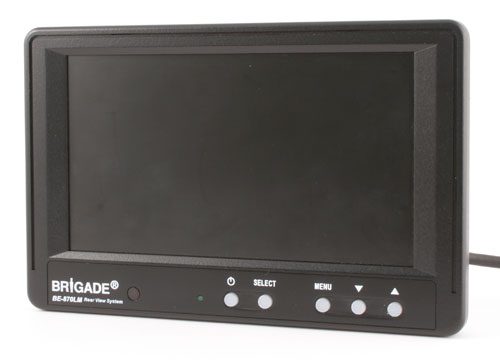 BRIGADE®
BE-870LM Rear View System
SELECT
MENU ▼ ▲